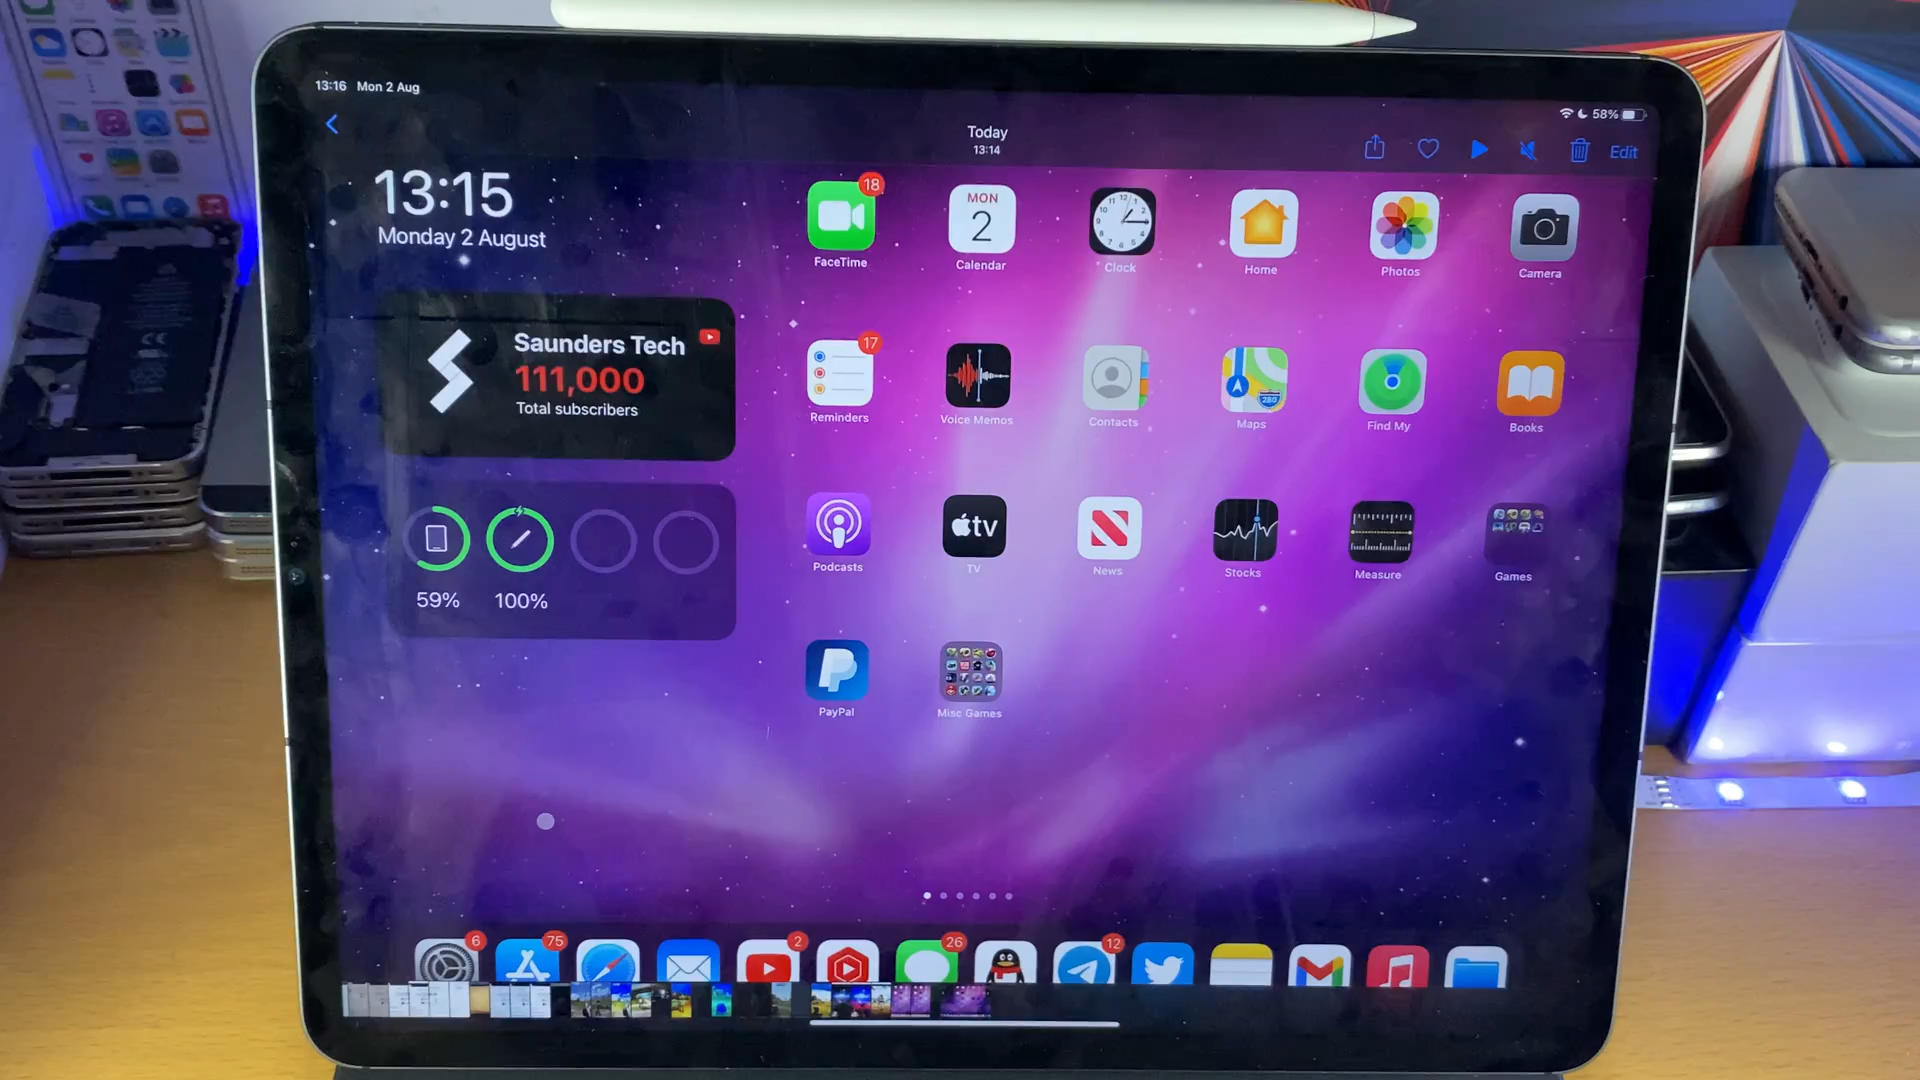 13:16 Mon 2 Aug
58%
Today
13:14
Edit
13:15
Monday 2 August
Saunders Tech
111,000
Total subscribers
59% 100%
18
MON
2
FaceTime Calendar Clock Home Photos Camera
17
280
Reminders Voice Memos Contacts Maps Find My Books
tv
Podcasts TV News Stocks Measure Games
PayPal Misc Games
6 75 2 26 12